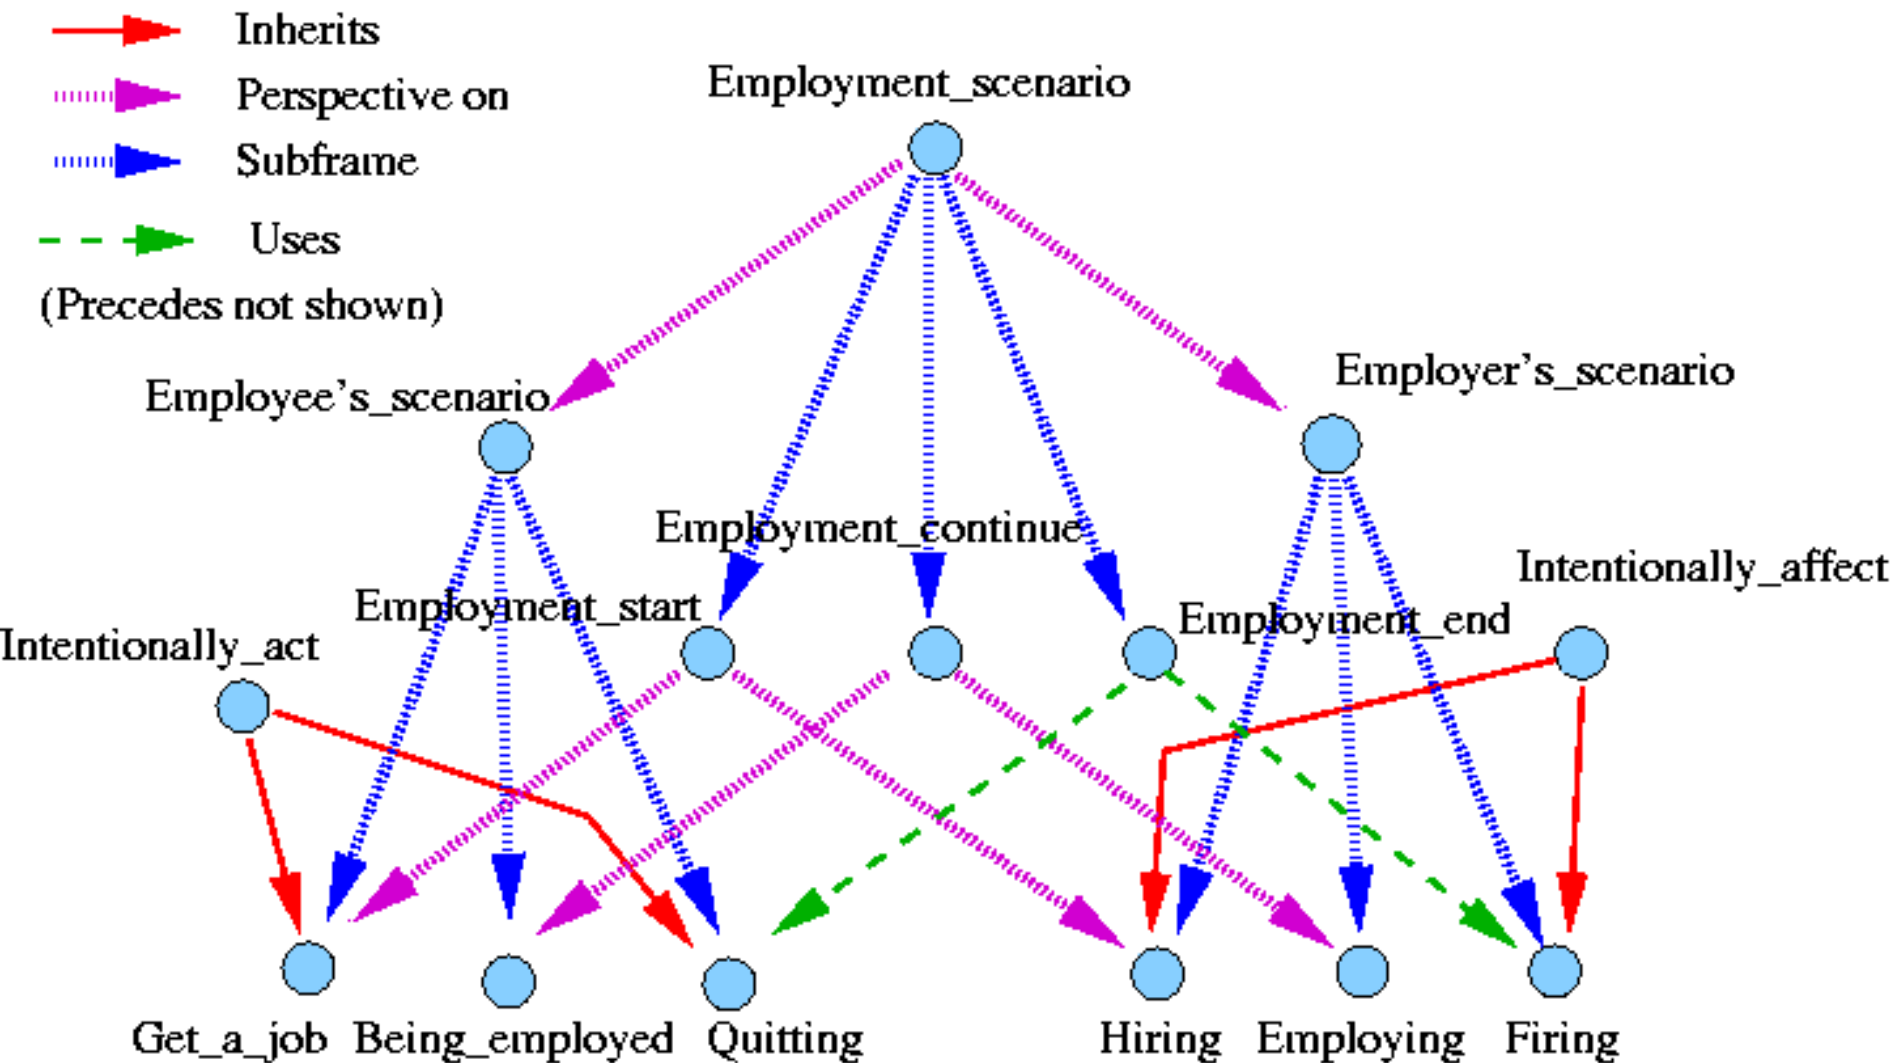 Inherits
Perspective on
Subframe
Uses
(Precedes not shown)
Employment_scenario
Employee's_scenario
Employer's_scenario
Employment_continue
Intentionally_affect
Employment_start
Employment_end
Intentionally_act
Get_a_job
Being_employed
Quitting
Hiring
Employing
Firing